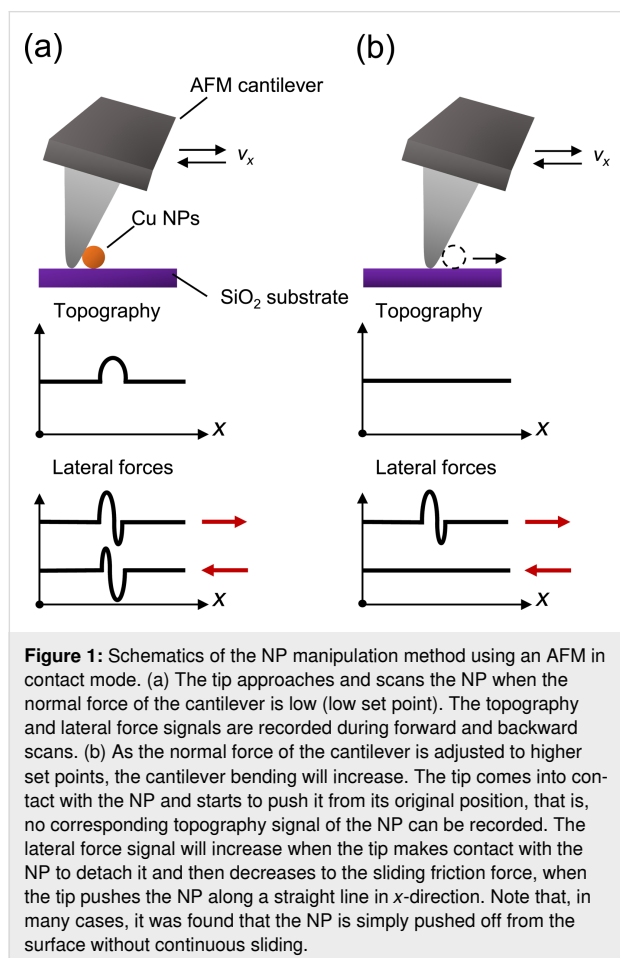 (a)
(b)
AFM cantilever
vx
vx
Cu NPs
SiO2 substrate
Topography
Topography
x
x
Lateral forces
Lateral forces
x
x
Figure 1: Schematics of the NP manipulation method using an AFM in
contact mode. (a) The tip approaches and scans the NP when the
normal force of the cantilever is low (low set point). The topography
and lateral force signals are recorded during forward and backward
scans. (b) As the normal force of the cantilever is adjusted to higher
set points, the cantilever bending will increase. The tip comes into con-
tact with the NP and starts to push it from its original position, that is,
no corresponding topography signal of the NP can be recorded. The
lateral force signal will increase when the tip makes contact with the
NP to detach it and then decreases to the sliding friction force, when
the tip pushes the NP along a straight line in x-direction. Note that, in
many cases, it was found that the NP is simply pushed off from the
surface without continuous sliding.